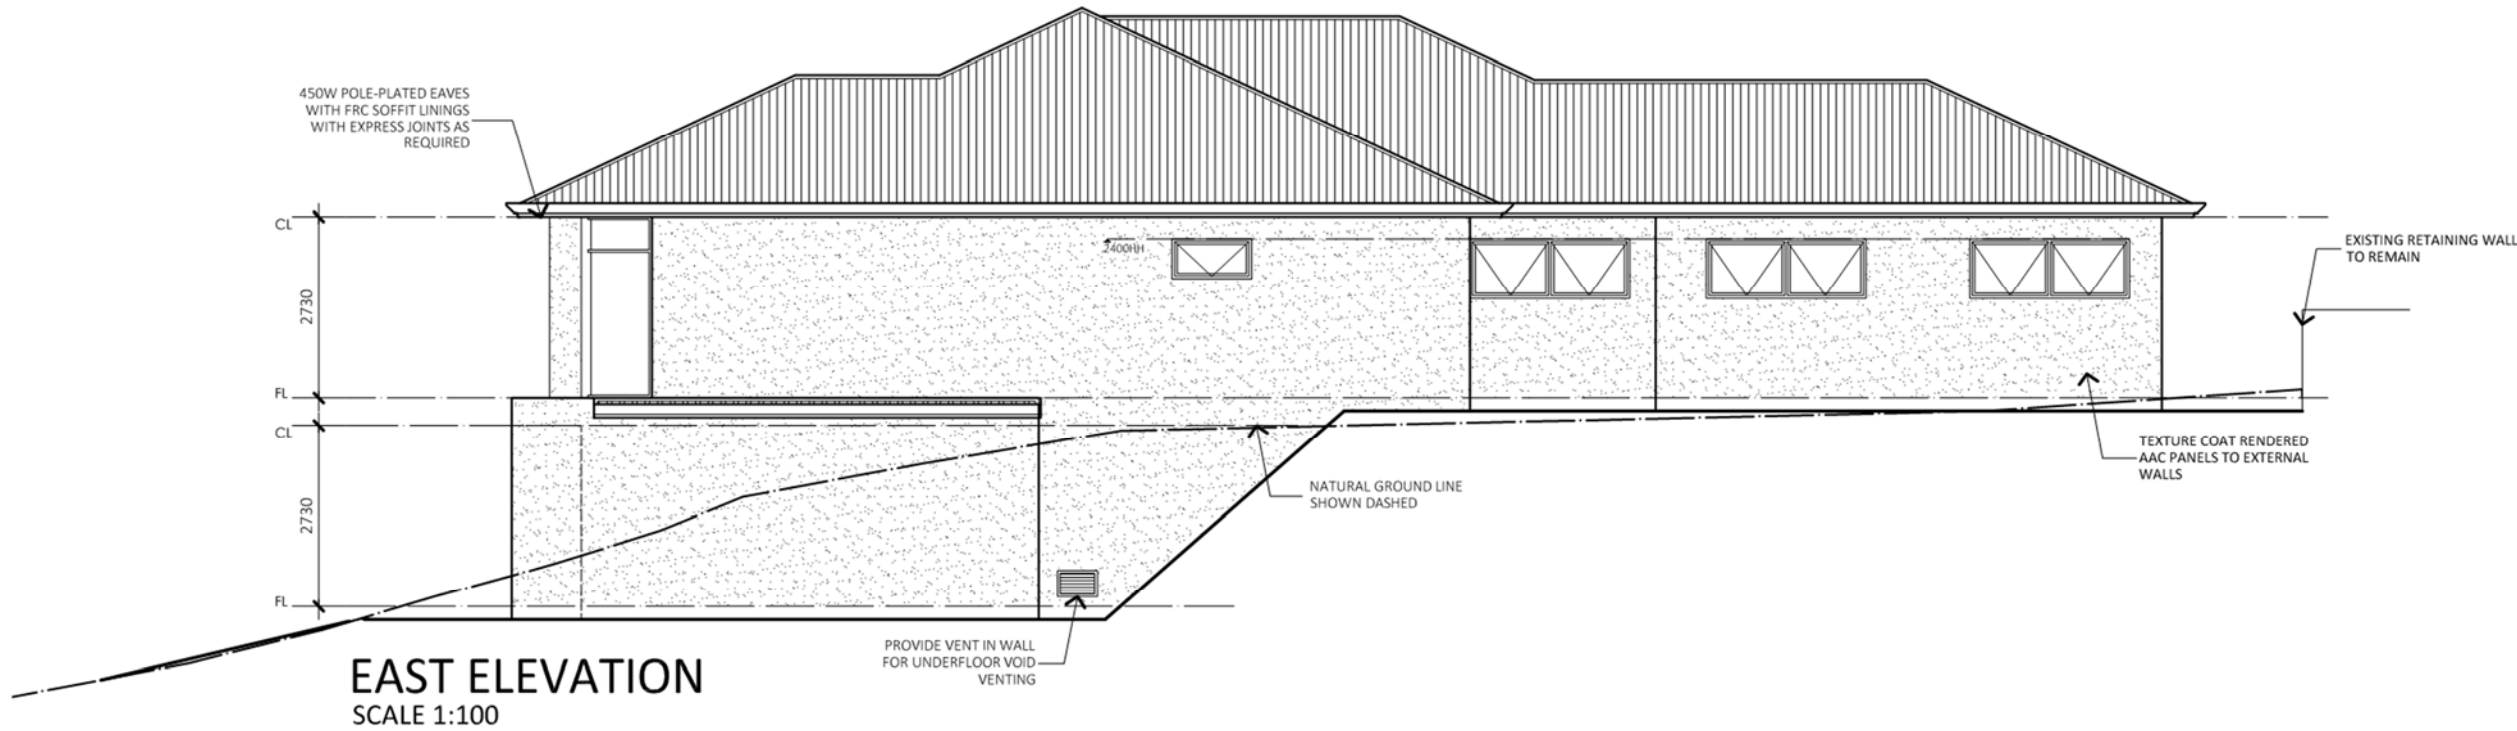 450W POLE-PLATED EAVES
WITH FRC SOFFIT LININGS
WITH EXPRESS JOINTS AS
REQUIRED
CL
2730
FL
CL
2730
FL
2400HH
EXISTING RETAINING WALL
TO REMAIN
TEXTURE COAT RENDERED
AAC PANELS TO EXTERNAL
WALLS
NATURAL GROUND LINE
SHOWN DASHED
PROVIDE VENT IN WALL
FOR UNDERFLOOR VOID
VENTING
EAST ELEVATION
SCALE 1:100